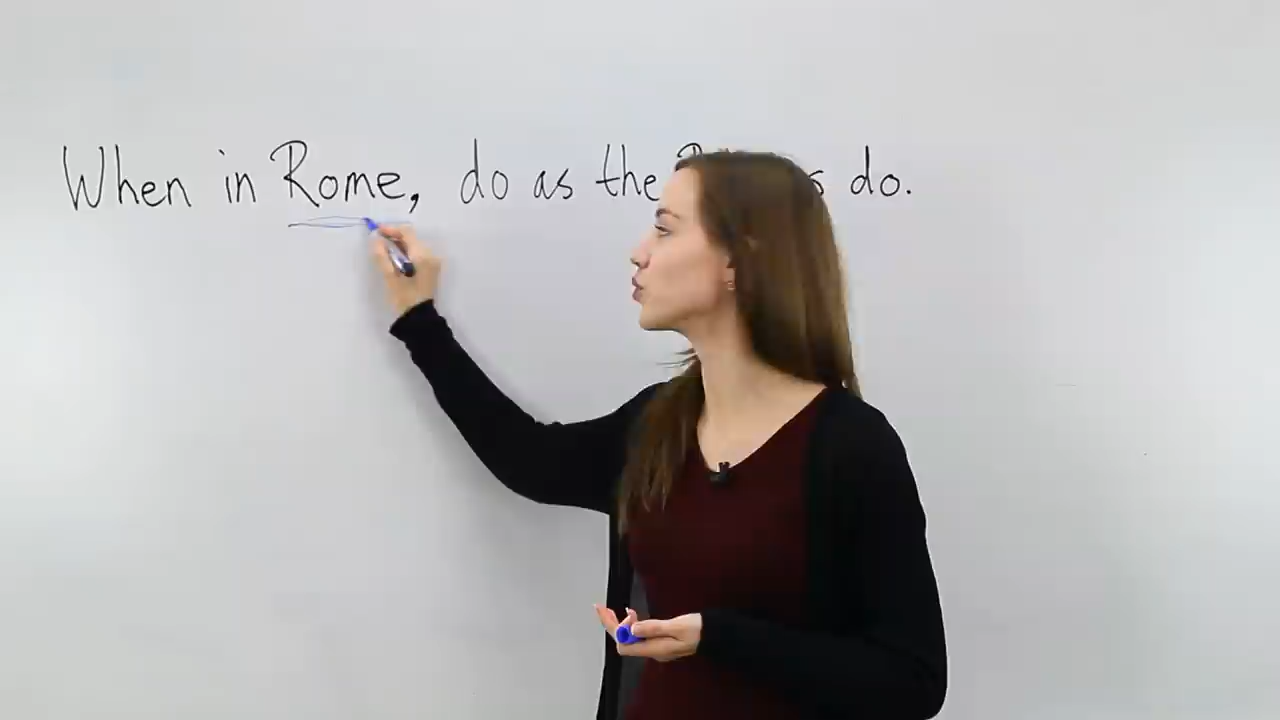 When in Rome, do as the do.